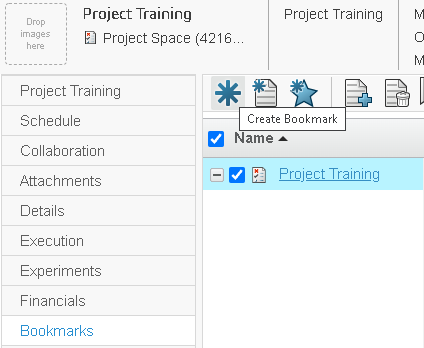 Drop
images
here
Project Training
Project Space (4216...
Project Training
M
O
M
Project Training
Schedule
Collaboration
Attachments
Details
Execution
Experiments
Financials
Bookmarks
Create Bookmark
Name
Project Training